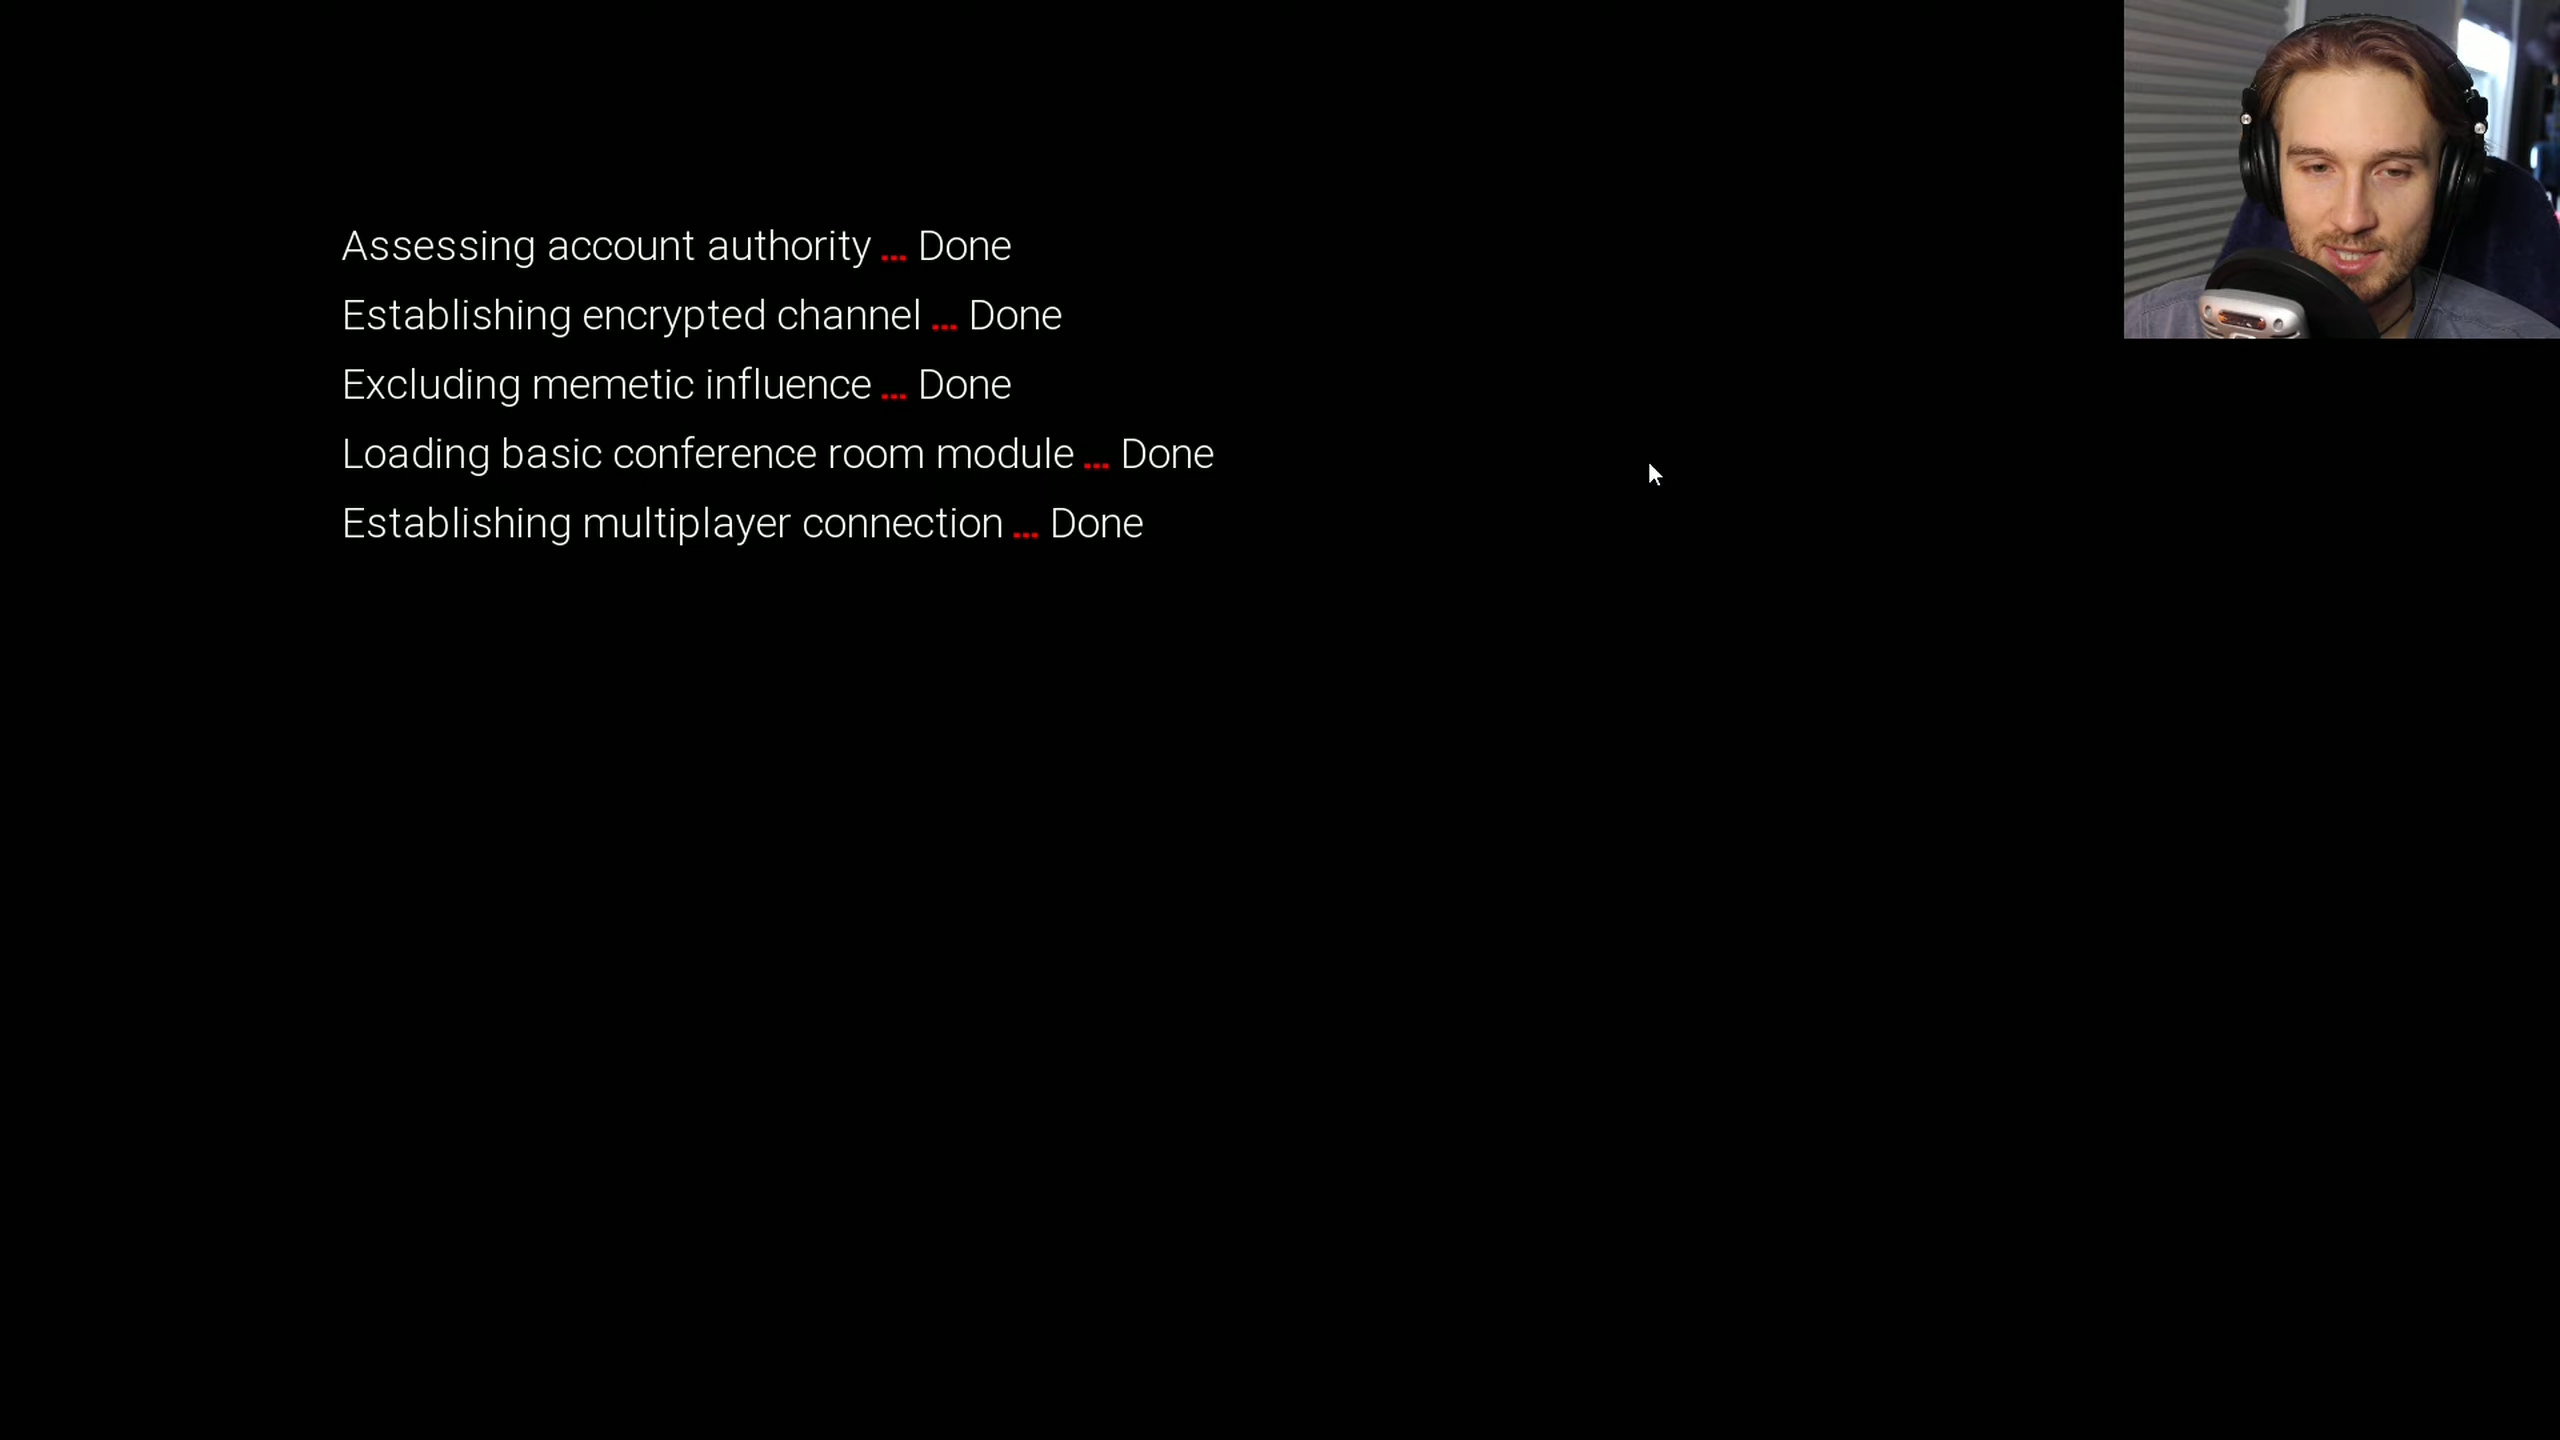 Assessing account authority ... Done
Establishing encrypted channel ... Done
Excluding memetic influence ... Done
Loading basic conference room module ... Done
Establishing multiplayer connection ... Done